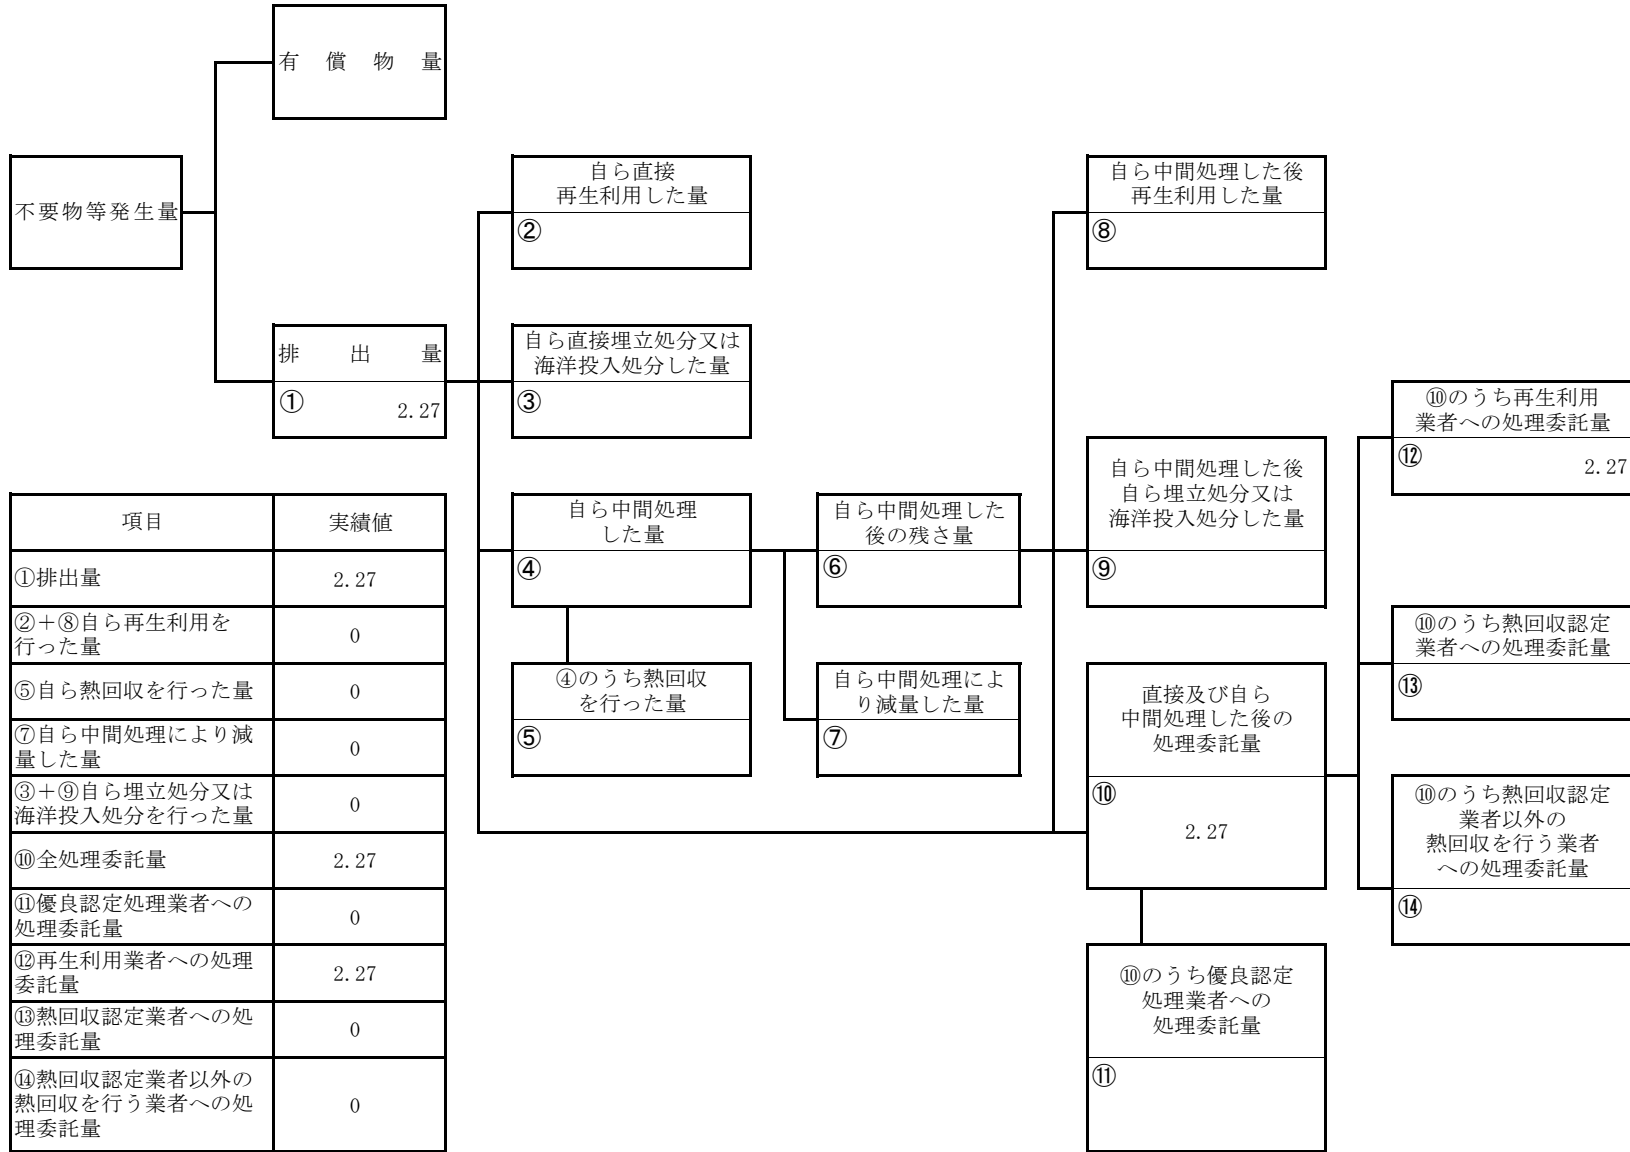 有償物量
不要物等発生量
排出量
①
2.27
自ら直接
再生利用した量
②
自ら直接埋立処分又は
海洋投入処分した量
③
自ら中間処理
した量
④
④のうち熱回収
を行った量
⑤
自ら中間処理した
後の残さ量
⑥
自ら中間処理によ
り減量した量
⑦
自ら中間処理した後
再生利用した量
⑧
自ら中間処理した後
自ら埋立処分又は
海洋投入処分した量
⑨
直接及び自ら
中間処理した後の
処理委託量
⑩
2.27
⑩のうち優良認定
処理業者への
処理委託量
⑪
⑩のうち再生利用
業者への処理委託量
⑫
2.27
⑩のうち熱回収認定
業者への処理委託量
⑬
⑩のうち熱回収認定
業者以外の
熱回収を行う業者
への処理委託量
⑭
項目 実績値
①排出量 2.27
②＋⑧自ら再生利用を
行った量 0
⑤自ら熱回収を行った量 0
⑦自ら中間処理により減
量した量 0
③＋⑨自ら埋立処分又は
海洋投入処分を行った量 0
⑩全処理委託量 2.27
⑪優良認定処理業者への
処理委託量 0
⑫再生利用業者への処理
委託量 2.27
⑬熱回収認定業者への処
理委託量 0
⑭熱回収認定業者以外の
熱回収を行う業者への処
理委託量 0